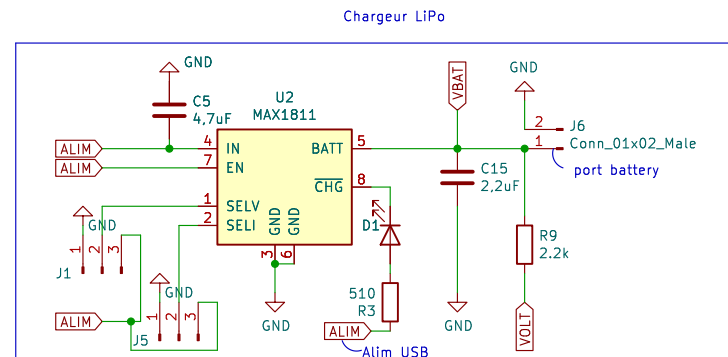 Chargeur LiPo
GND
C5
4,7uF
U2
MAX1811
VBAT
GND
2
J6
Conn_01x02_Male
1
port battery
ALIM
4
IN
BATT
5
ALIM
7
EN
C15
2,2uF
CHG
8
1
SELV
2
SELI
GND
GND
3
6
D1
GND
1
2
3
J1
R9
2.2k
GND
1
2
3
J5
ALIM
510
R3
GND
GND
ALIM
VOLT
Alim USB